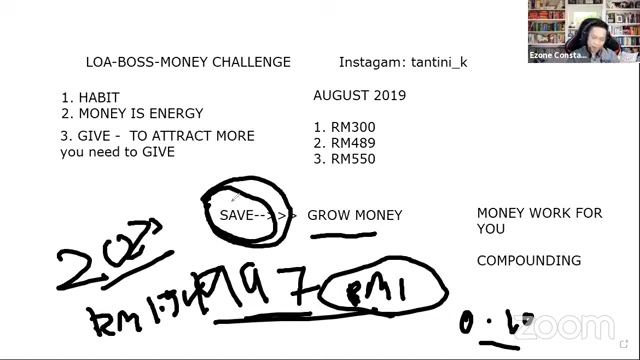 LOA-BOSS-MONEY CHALLENGE
Instagam: tantini_k
Ezone Consta...
1. HABIT
2. MONEY IS ENERGY
3. GIVE - TO ATTRACT MORE
you need to GIVE
AUGUST 2019
1. RM300
2. RM489
3. RM550
SAVE-->>> GROW MONEY
MONEY WORK FOR
YOU
COMPOUNDING
RM1
zoom